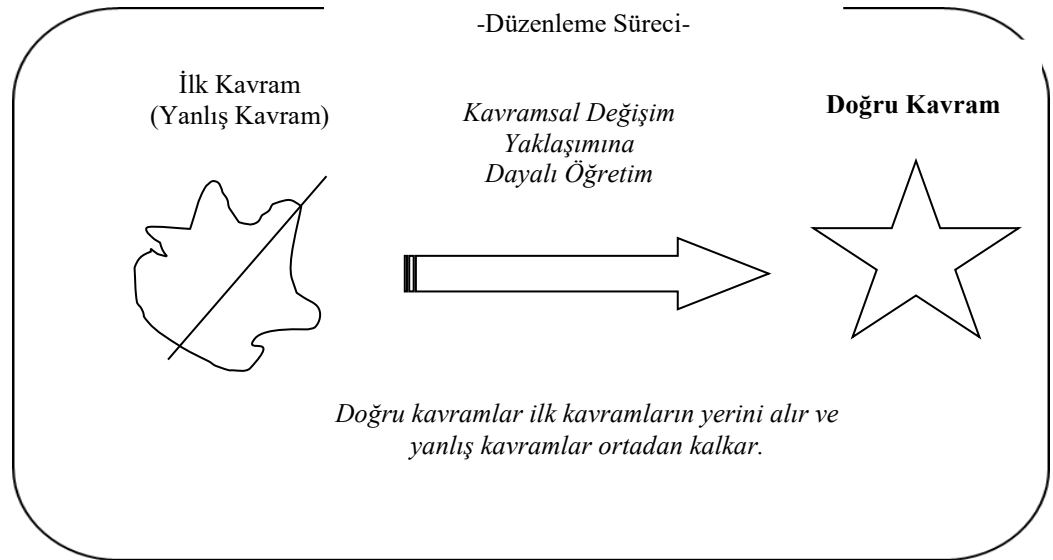 -Düzenleme Süreci-
İlk Kavram
(Yanlış Kavram)
Kavramsal Değişim
Yaklaşımına
Dayalı Öğretim
Doğru Kavram
Doğru kavramlar ilk kavramların yerini alır ve
yanlış kavramlar ortadan kalkar.